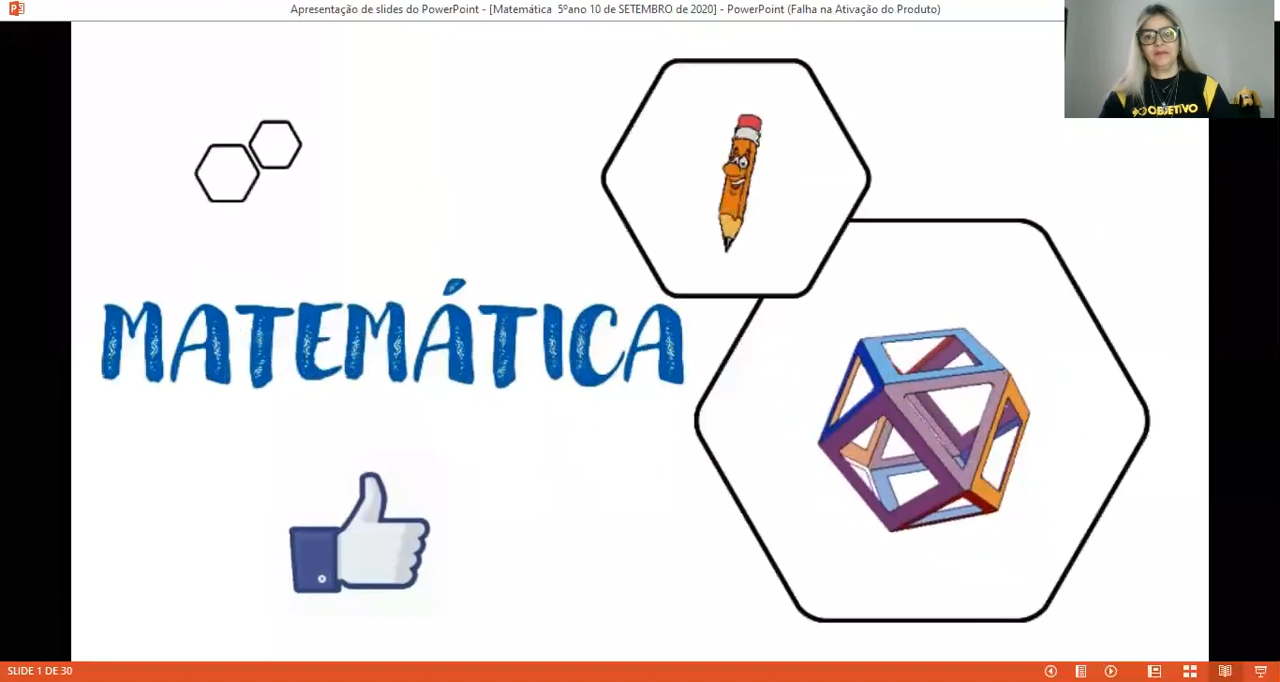 Apresentação de slides do PowerPoint - [Matemática  5ºano 10 de SETEMBRO de 2020] - PowerPoint (Falha na Ativação do Produto)
OBJETIVO
MATEMÁTICA
SLIDE 1 DE 30